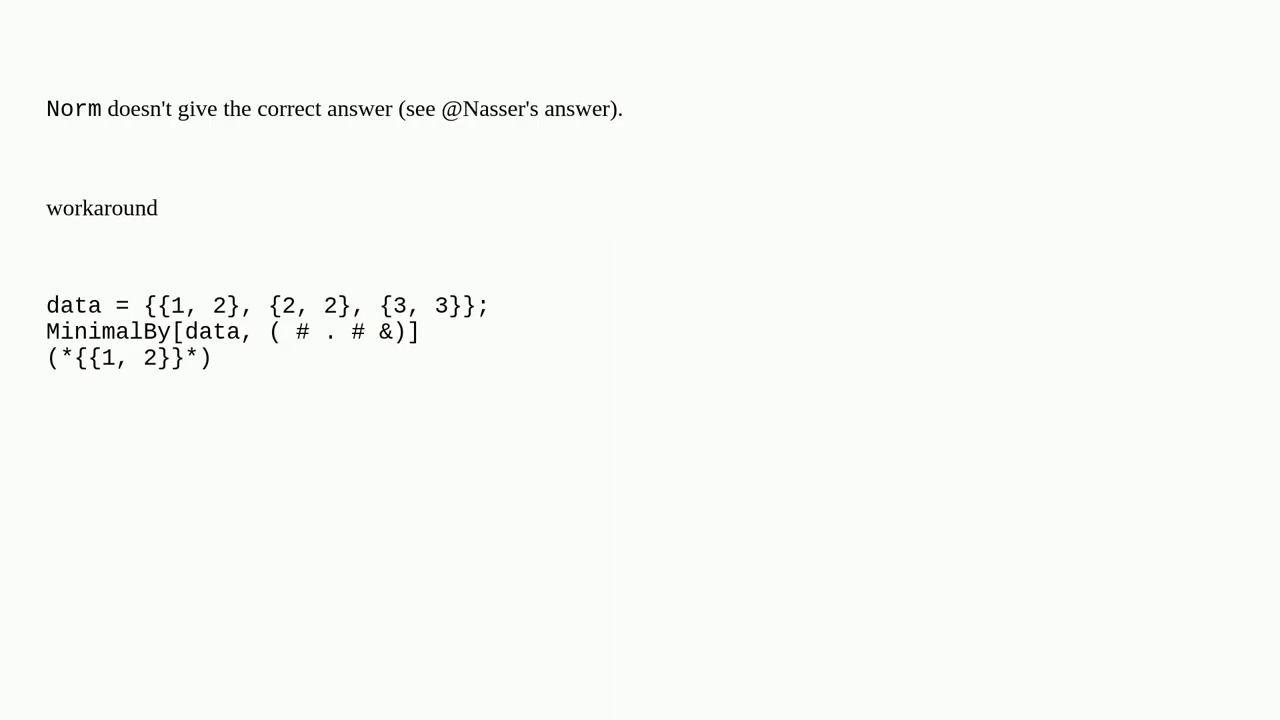 Norm doesn't give the correct answer (see @Nasser's answer).
workaround
data = {{1, 2}, {2, 2}, {3, 3}};
MinimalBy[data, ( # . # &)]
(*{{1, 2}}*)